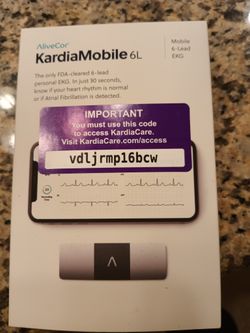 AliveCor®
KardiaMobile 6L
Mobile
6-Lead
EKG
The only FDA-cleared 6-lead
personal EKG. In just 30 seconds,
know if your heart rhythm is normal
or if Atrial Fibrillation is detected.
IMPORTANT
You must use this code
to access KardiaCare.
Visit KardiaCare.com/access
vdljrmp16bcw